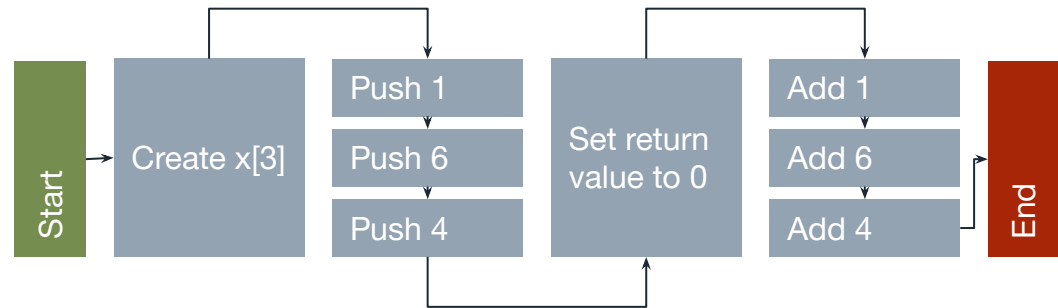 Start
Create x[3]
Push 1
Push 6
Push 4
Set return
value to 0
Add 1
Add 6
Add 4
End